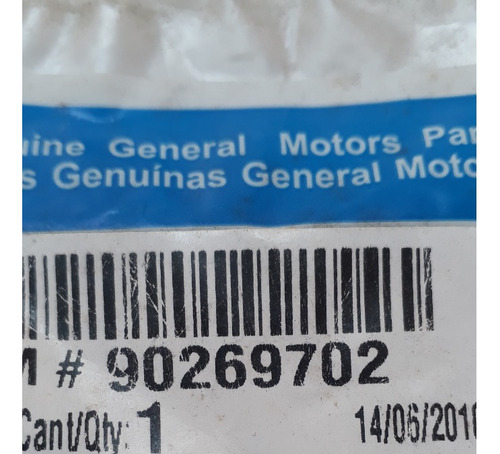 uine General Motors Par
s Genuínas General Moto
M # 90269702
Cant/Qty: 1 14/06/2010